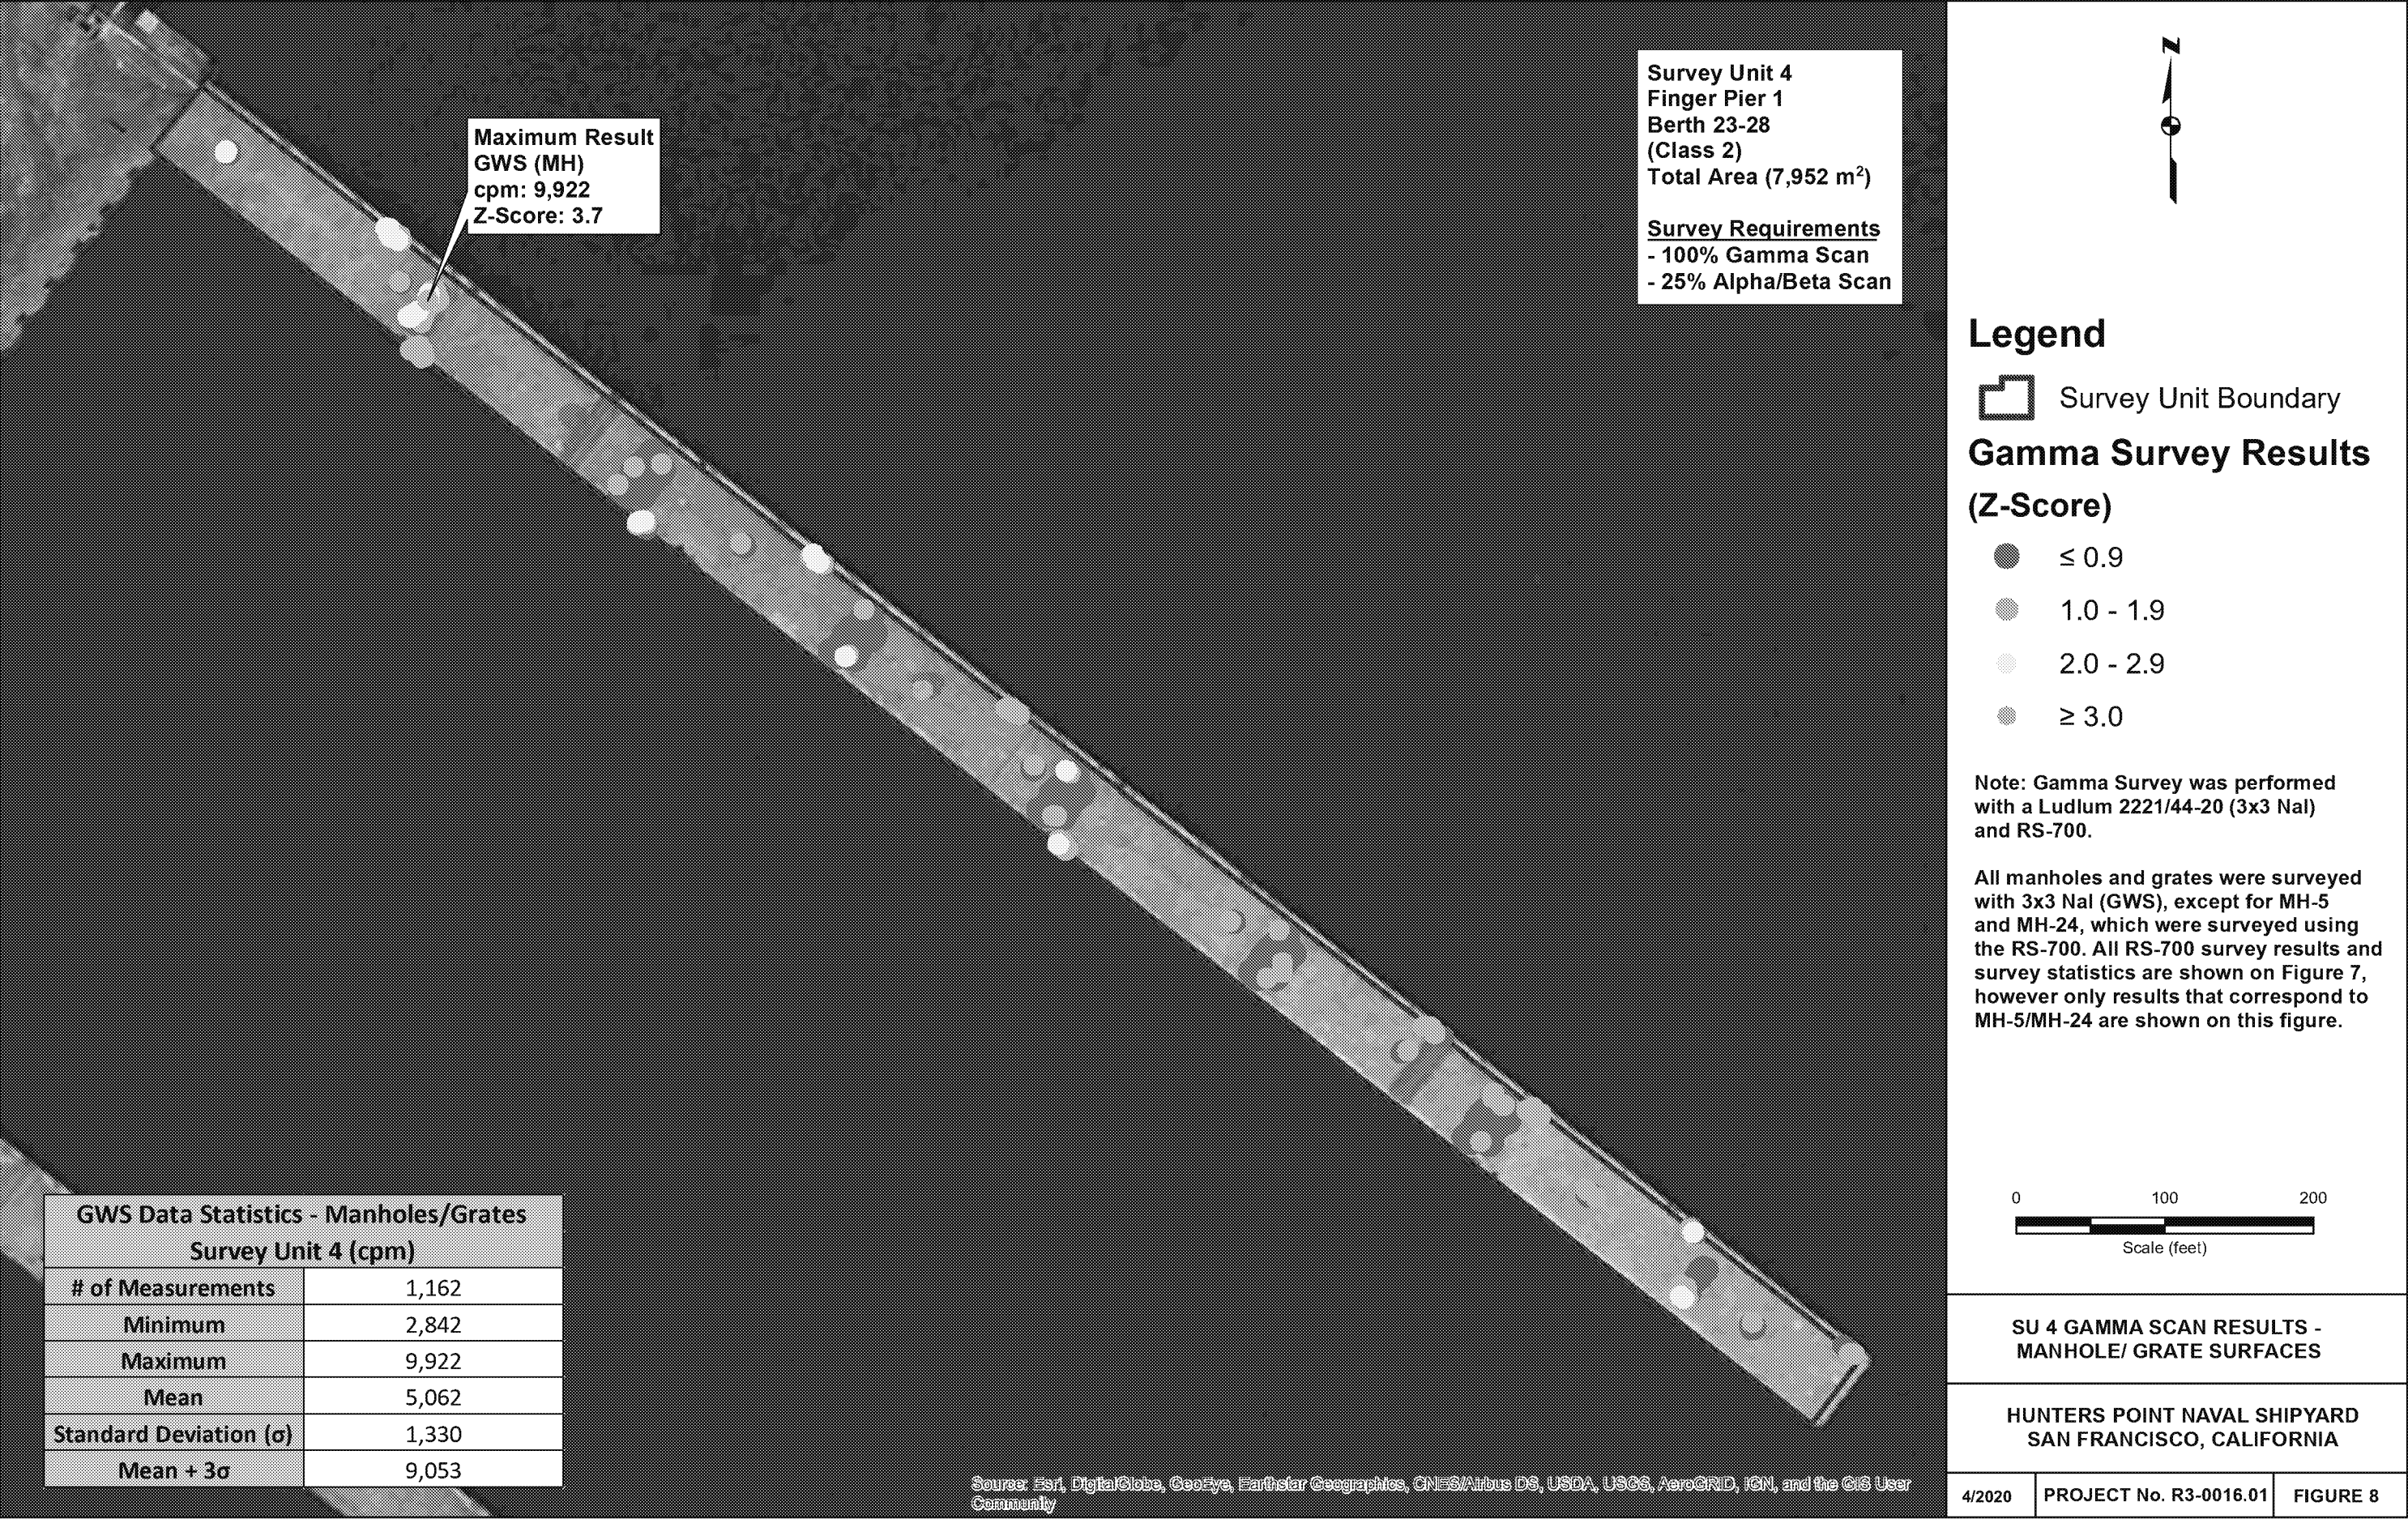 Maximum Result
GWS (MH)
cpm: 9,922
Z-Score: 3.7
Survey Unit 4
Finger Pier 1
Berth 23-28
(Class 2)
Total Area (7,952 m²)
Survey Requirements
- 100% Gamma Scan
- 25% Alpha/Beta Scan
GWS Data Statistics - Manholes/Grates
Survey Unit 4 (cpm)
# of Measurements 1,162
Minimum 2,842
Maximum 9,922
Mean 5,062
Standard Deviation (σ) 1,330
Mean + 3σ 9,053
Source: Esri, DigitalGlobe, GeoEye, Earthstar Geographics, CNES/Airbus DS, USDA, USGS, AeroGRID, IGN, and the GIS User
Community
N
Legend
Survey Unit Boundary
Gamma Survey Results
(Z-Score)
≤ 0.9
1.0 - 1.9
2.0 - 2.9
≥ 3.0
Note: Gamma Survey was performed
with a Ludlum 2221/44-20 (3x3 NaI)
and RS-700.
All manholes and grates were surveyed
with 3x3 NaI (GWS), except for MH-5
and MH-24, which were surveyed using
the RS-700. All RS-700 survey results and
survey statistics are shown on Figure 7,
however only results that correspond to
MH-5/MH-24 are shown on this figure.
0 100 200
Scale (feet)
SU 4 GAMMA SCAN RESULTS -
MANHOLE/ GRATE SURFACES
HUNTERS POINT NAVAL SHIPYARD
SAN FRANCISCO, CALIFORNIA
4/2020 PROJECT No. R3-0016.01 FIGURE 8